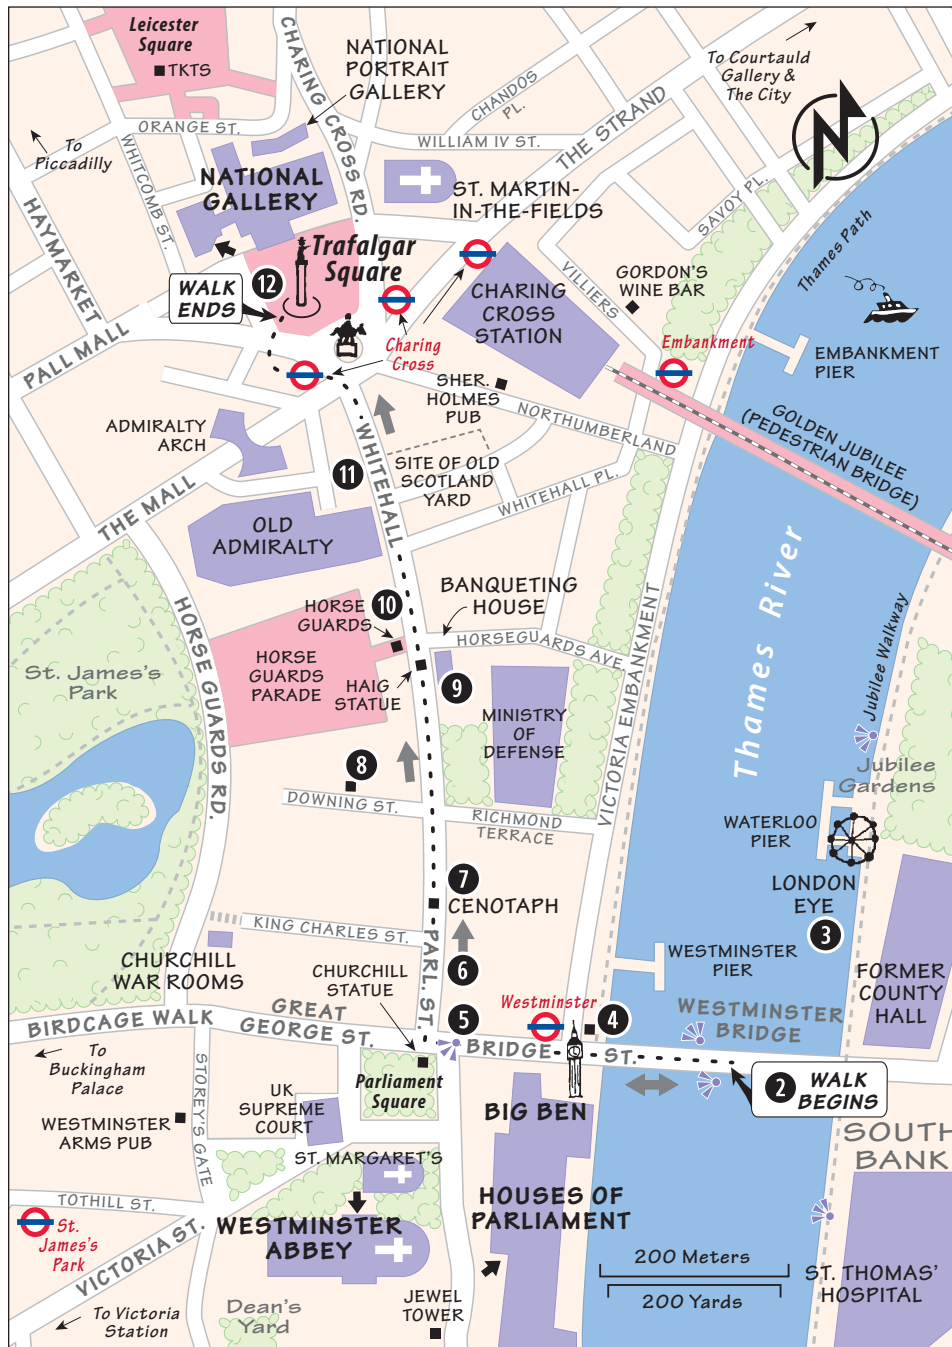 Leicester
Square
TKTS
CHARING CROSS RD.
NATIONAL
PORTRAIT
GALLERY
To Courtauld
Gallery &
The City
CHANDOS
PL.
ORANGE ST.
WILLIAM IV ST.
THE STRAND
N
To
Piccadilly
WHITCOMB ST.
NATIONAL
GALLERY
ST. MARTIN-
IN-THE-FIELDS
SAVOY PL.
HAYMARKET
Trafalgar
Square
Thames Path
12
WALK
ENDS
VILLIERS
GORDON'S
WINE BAR
CHARING
CROSS
STATION
PALL MALL
Charing
Cross
Embankment
EMBANKMENT
PIER
SHER.
HOLMES
PUB
GOLDEN JUBILEE
(PEDESTRIAN BRIDGE)
NORTHUMBERLAND
ADMIRALTY
ARCH
WHITEHALL
11
SITE OF OLD
SCOTLAND
YARD
THE MALL
WHITEHALL PL.
OLD
ADMIRALTY
Thames River
BANQUETING
HOUSE
HORSE
GUARDS
10
HORSEGUARDS AVE.
VICTORIA EMBANKMENT
Jubilee Walkway
HORSE GUARDS RD.
St. James's
Park
HORSE
GUARDS
PARADE
HAIG
STATUE
9
MINISTRY
OF
DEFENSE
8
Jubilee
Gardens
DOWNING ST.
RICHMOND
TERRACE
WATERLOO
PIER
7
CENOTAPH
LONDON
EYE
3
KING CHARLES ST.
PARL. ST.
CHURCHILL
WAR ROOMS
CHURCHILL
STATUE
6
WESTMINSTER
PIER
FORMER
COUNTY
HALL
GREAT
GEORGE ST.
BIRDCAGE WALK
5
Westminster
4
WESTMINSTER
BRIDGE
BRIDGE ST.
To
Buckingham
Palace
STOREY'S GATE
Parliament
Square
2
WALK
BEGINS
UK
SUPREME
COURT
BIG BEN
WESTMINSTER
ARMS PUB
SOUTH
BANK
ST. MARGARET'S
TOTHILL ST.
HOUSES OF
PARLIAMENT
WESTMINSTER
ABBEY
St.
James's
Park
VICTORIA ST.
200 Meters
200 Yards
ST. THOMAS'
HOSPITAL
JEWEL
TOWER
To Victoria
Station
Dean's
Yard